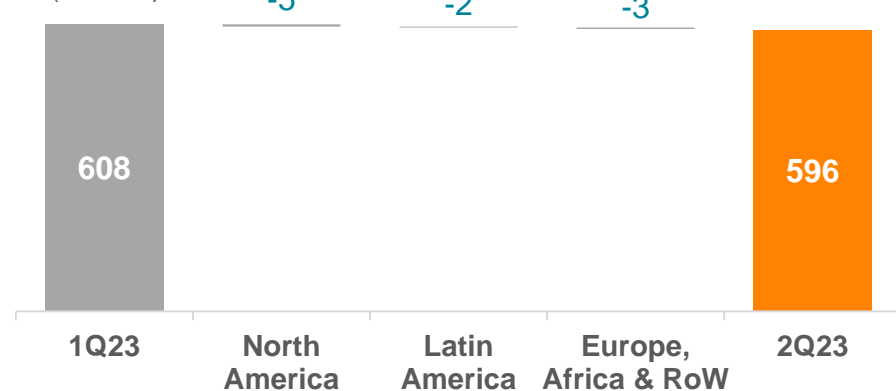 -5
-2
-3
608
596
1Q23
North
America
Latin
America
Europe,
Africa & RoW
2Q23